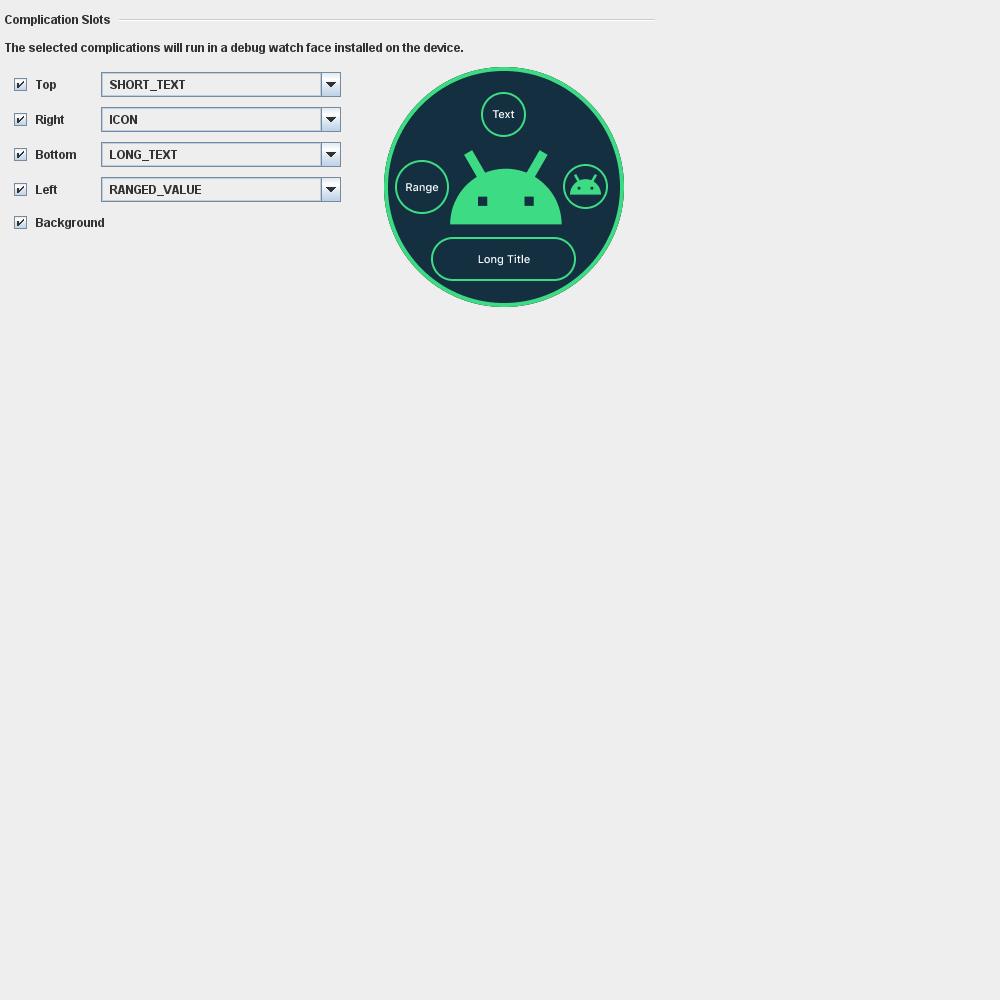 Complication Slots
The selected complications will run in a debug watch face installed on the device.
Top SHORT_TEXT
Right ICON
Bottom LONG_TEXT
Left RANGED_VALUE
Background
Text
Range
Long Title